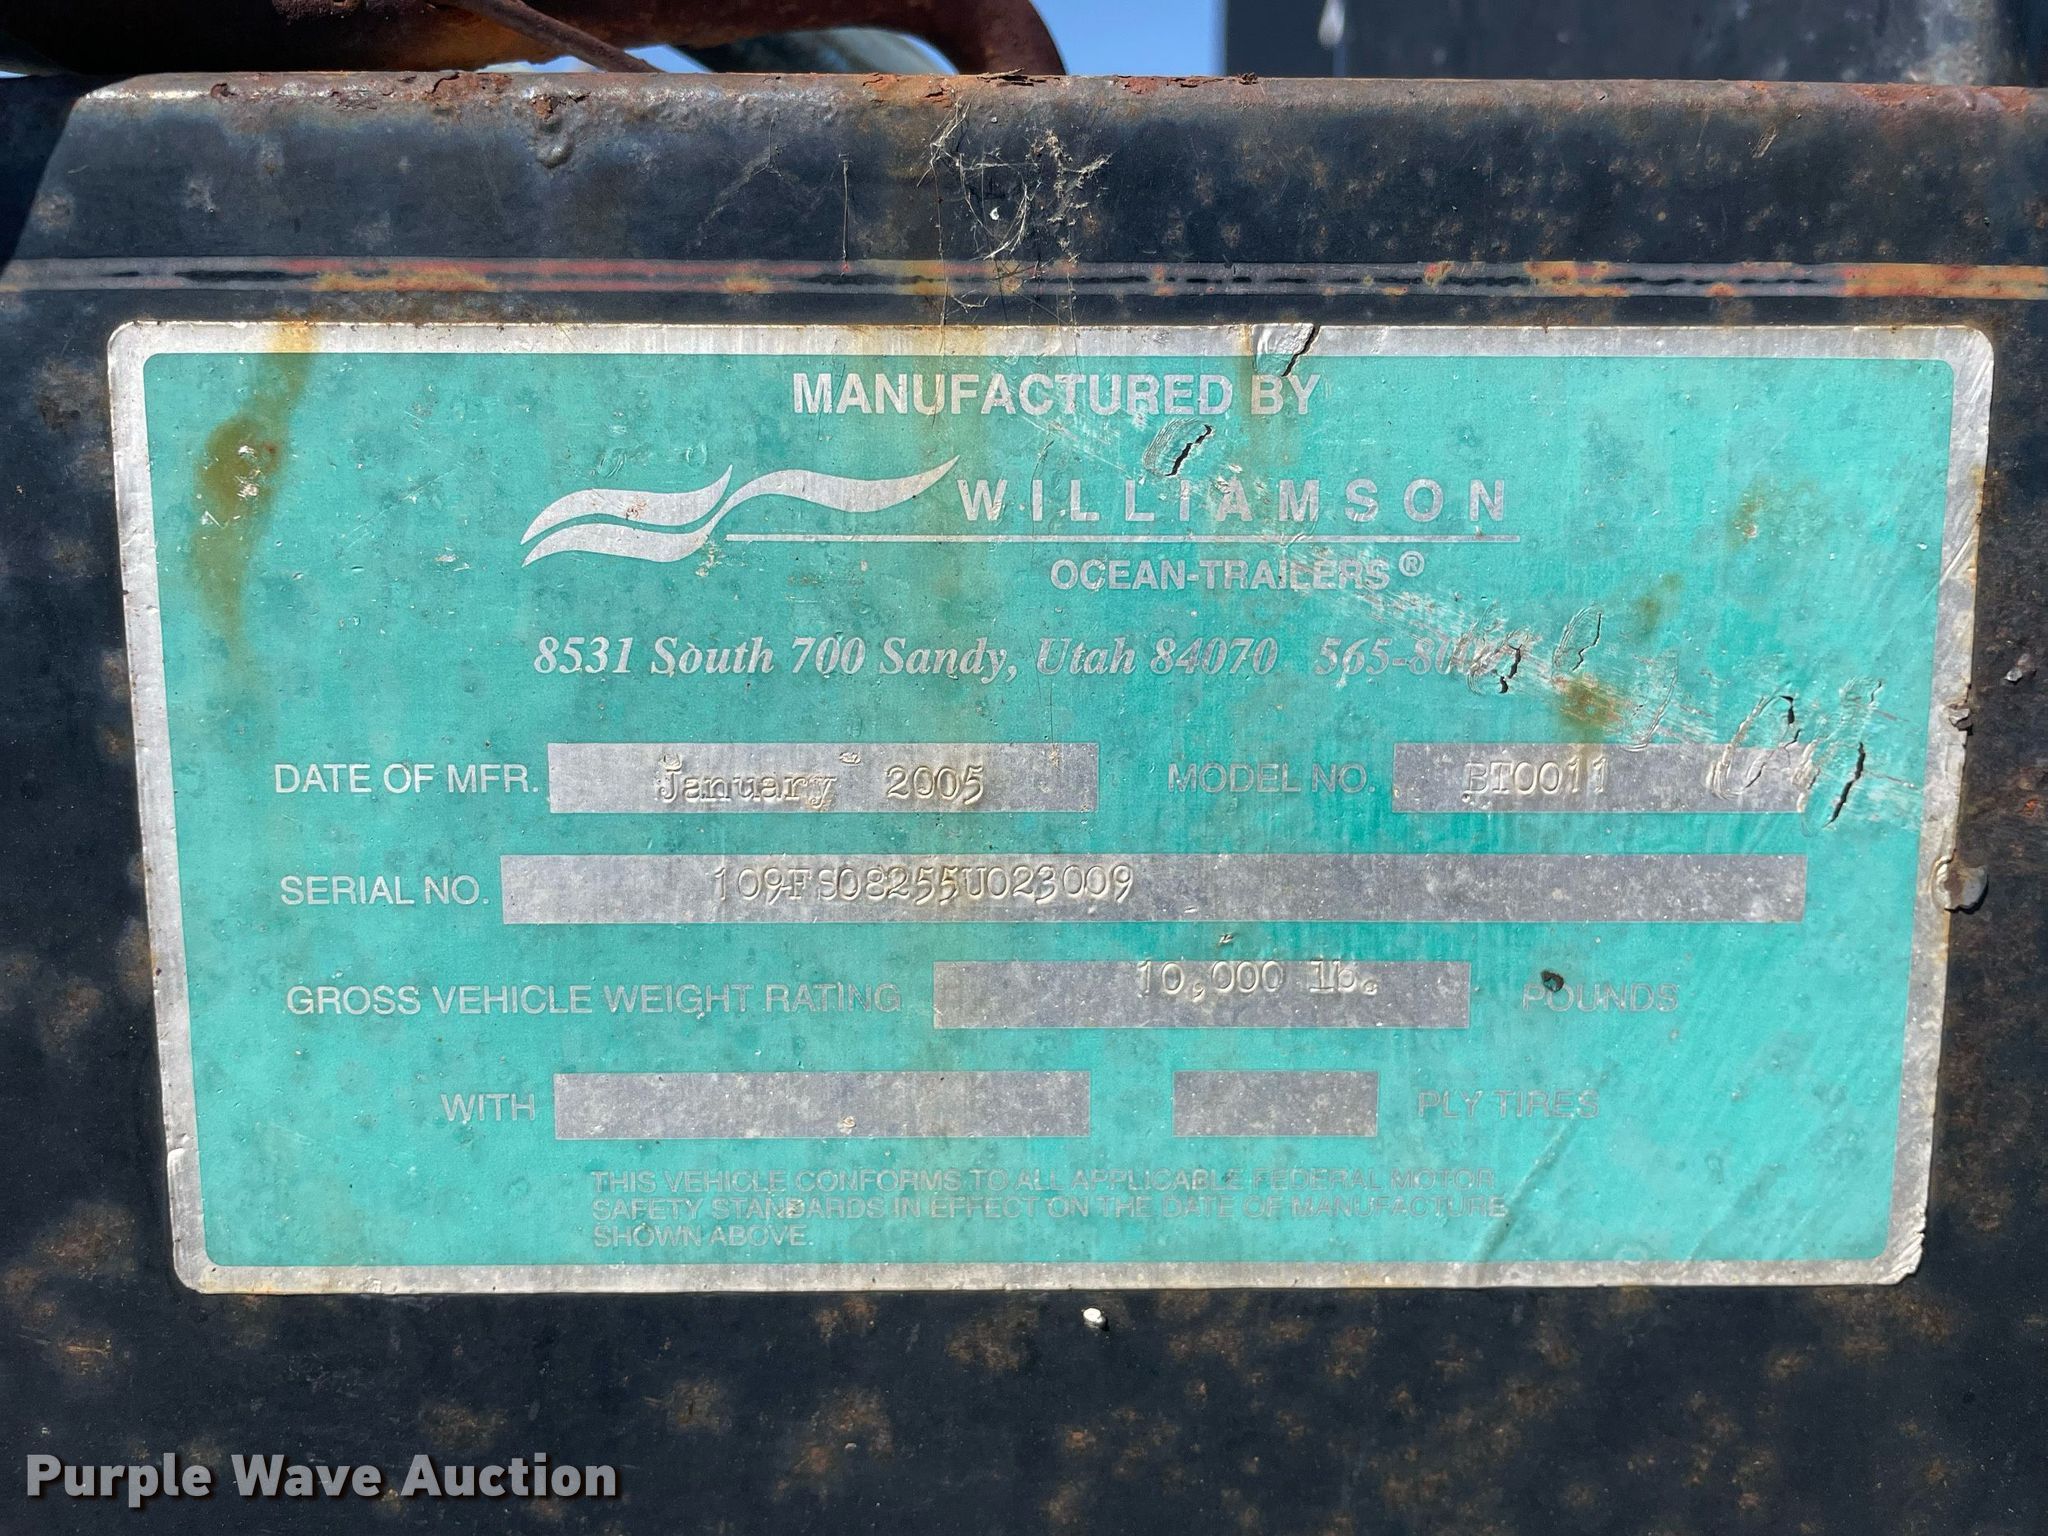 MANUFACTURED BY
WILLIAMSON
OCEAN-TRAILERS®
8531 South 700 Sandy, Utah 84070
DATE OF MFR. January 2005 MODEL NO. BT0011
SERIAL NO. 109FS08255U023009
GROSS VEHICLE WEIGHT RATING 10,000 lb. POUNDS
WITH PLY TIRES
THIS VEHICLE CONFORMS TO ALL APPLICABLE FEDERAL MOTOR
SAFETY STANDARDS IN EFFECT ON THE DATE OF MANUFACTURE
SHOWN ABOVE.
Purple Wave Auction